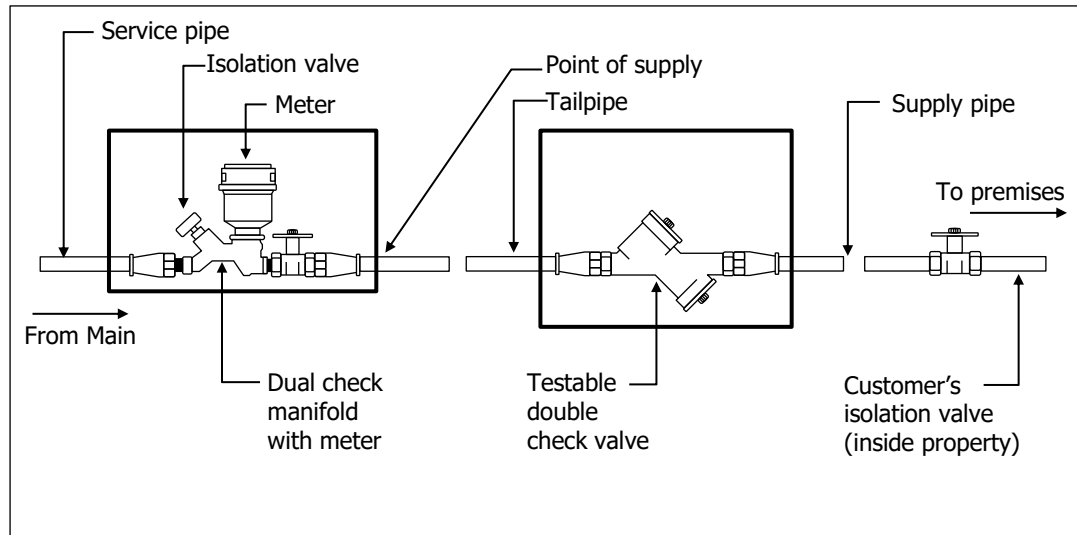 Service pipe
Isolation valve
Meter
Point of supply
Tailpipe
Supply pipe
To premises
From Main
Dual check
manifold
with meter
Testable
double
check valve
Customer’s
isolation valve
(inside property)